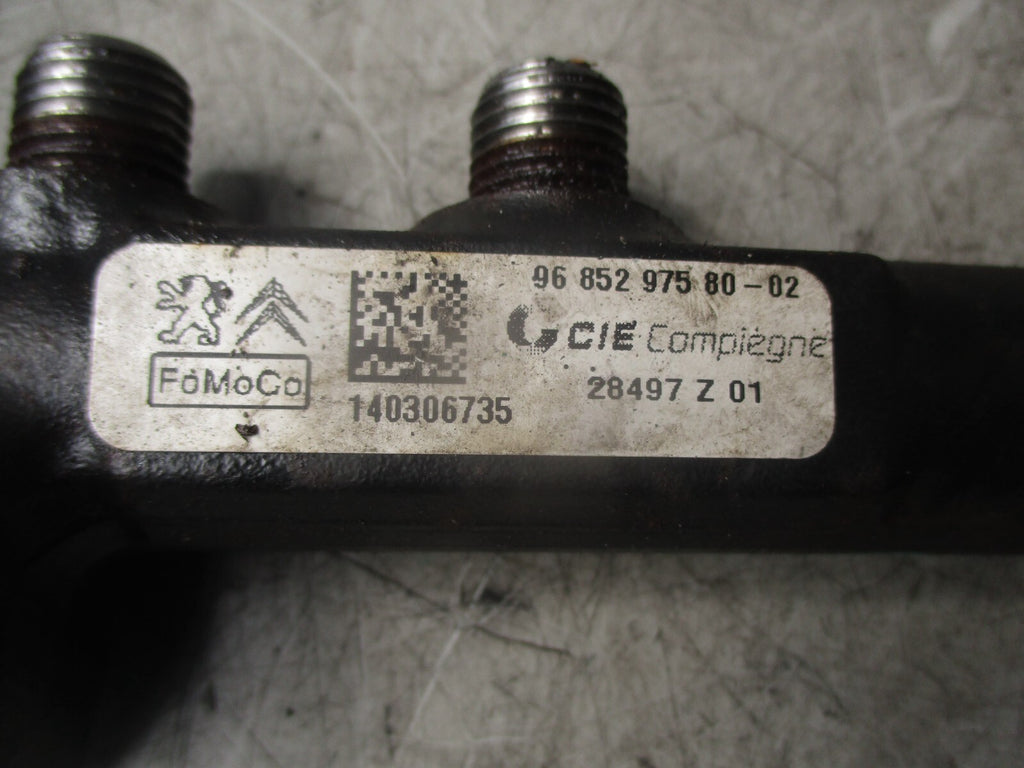 96 852 975 80-02
CIE Compiègne
FoMoCo
28497 Z 01
140306735